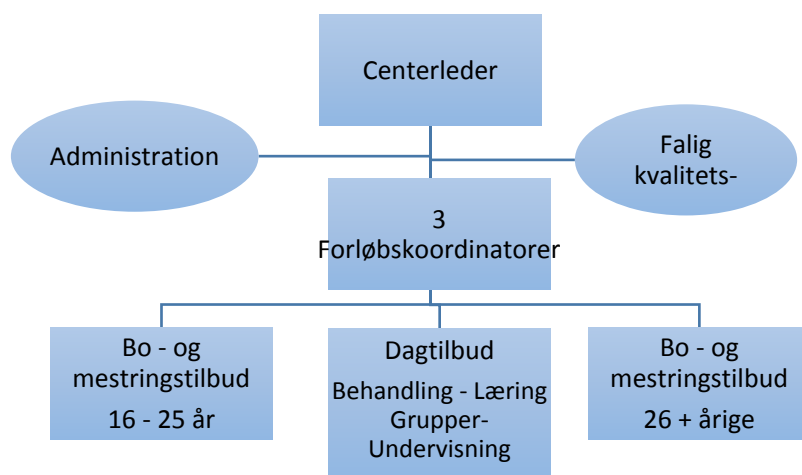 Centerleder
Administration
Falig
kvalitets-
3
Forløbskoordinatorer
Bo - og
mestringstilbud
16 - 25 år
Dagtilbud
Behandling - Læring
Grupper-
Undervisning
Bo - og
mestringstilbud
26 + årige